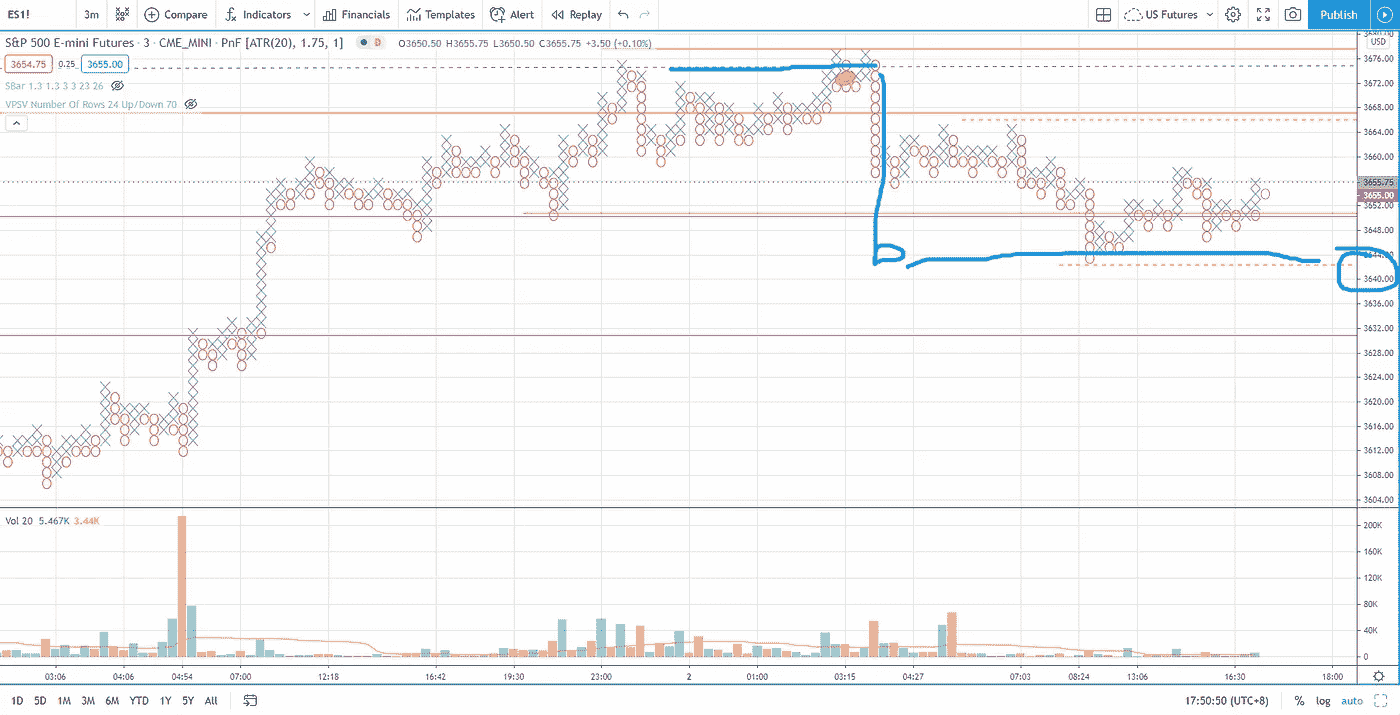 ES1! 3m Compare Indicators Financials Templates Alert Replay US Futures Publish
S&P 500 E-mini Futures · 3 · CME_MINI · PnF [ATR(20), 1.75, 1] D O3650.50 H3655.75 L3650.50 C3655.75 +3.50 (+0.10%)
USD
3654.75 0.25 3655.00
SBar 1.3 1.3 3 3 23 26
VPSV Number Of Rows 24 Up/Down 70
3676.00
3672.00
3668.00
3664.00
3660.00
3655.75
3655.00
3652.00
3648.00
3640.00
3636.00
3632.00
3628.00
3624.00
3620.00
3616.00
3612.00
3608.00
3604.00
Vol 20 5.467K 3.44K
200K
160K
120K
80K
40K
0
03:06 04:06 04:54 07:00 12:18 16:42 19:30 23:00 2 01:00 03:15 04:27 07:03 08:24 13:06 16:30 18:00
1D 5D 1M 3M 6M YTD 1Y 5Y All 17:50:50 (UTC+8) % log auto